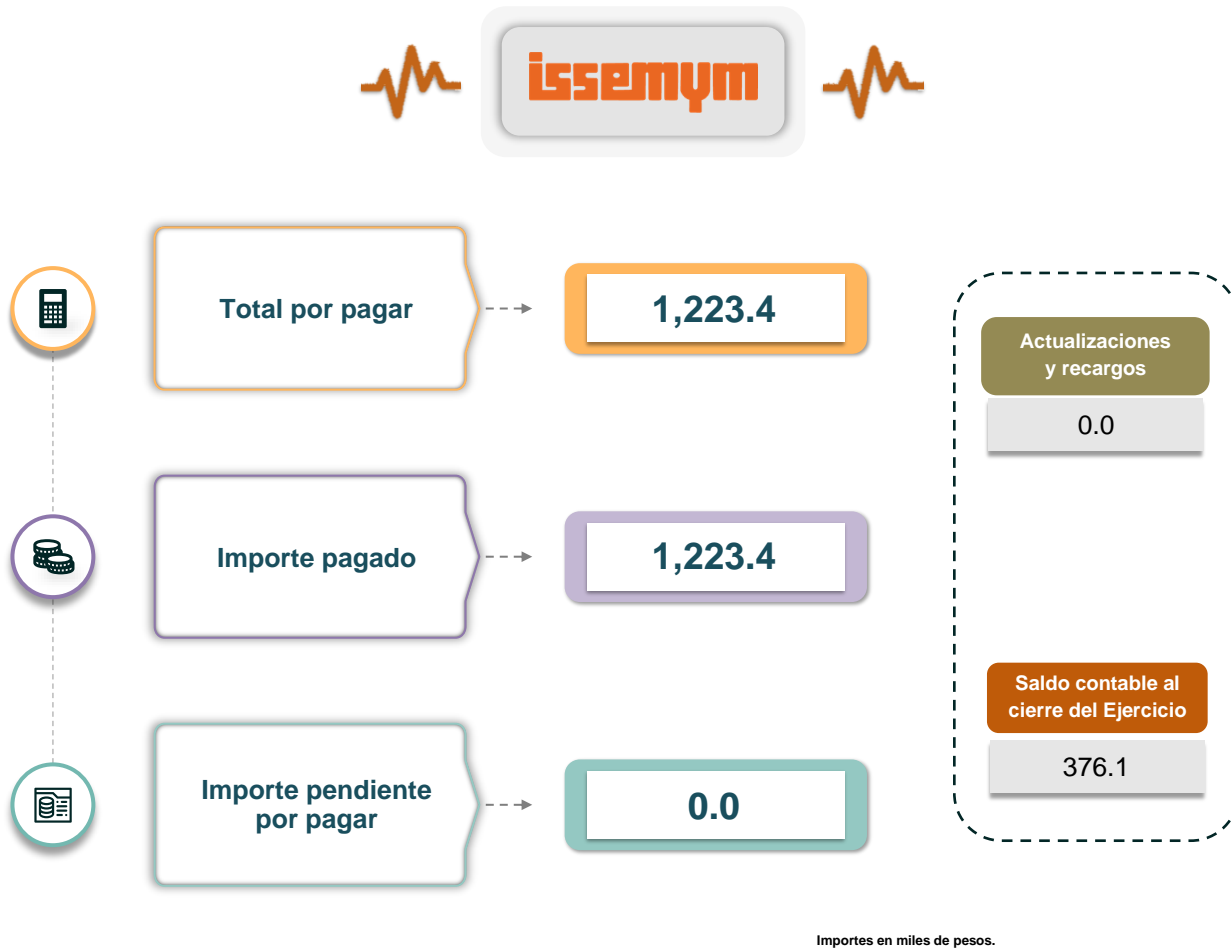 issemym
Total por pagar
1,223.4
Actualizaciones
y recargos
0.0
Importe pagado
1,223.4
Saldo contable al
cierre del Ejercicio
376.1
Importe pendiente
por pagar
0.0
Importes en miles de pesos.